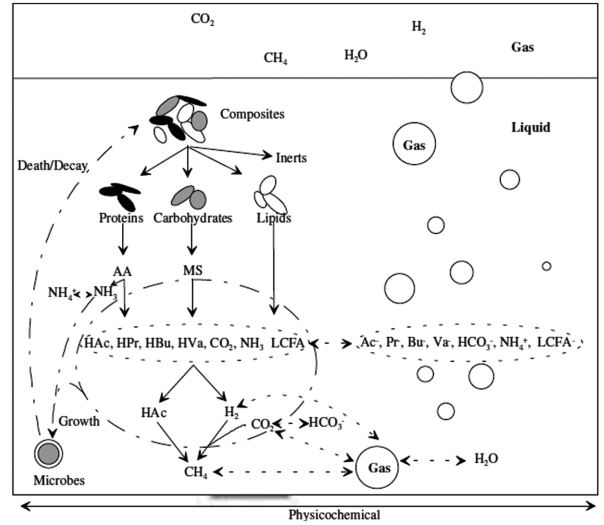 CO₂
H₂
Gas
CH₄
H₂O
Composites
Liquid
Gas
Inerts
Death/Decay
Proteins
Carbohydrates
Lipids
AA
MS
NH₄⁺
NH₃
HAc, HPr, HBu, HVa, CO₂, NH₃ LCFA
Ac⁻, Pr⁻, Bu⁻, Va⁻, HCO₃⁻, NH₄⁺, LCFA⁻
HAc
H₂
CO₂
HCO₃⁻
Growth
CH₄
Gas
H₂O
Microbes
Physicochemical